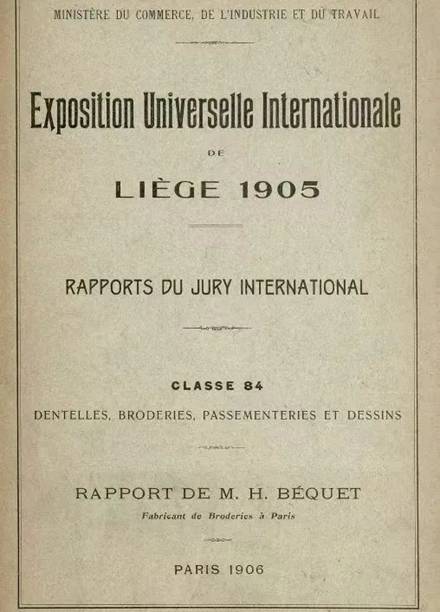 MINISTÈRE DU COMMERCE, DE L'INDUSTRIE ET DU TRAVAIL
Exposition Universelle Internationale
DE
LIÈGE 1905
RAPPORTS DU JURY INTERNATIONAL
CLASSE 84
DENTELLES, BRODERIES, PASSEMENTERIES ET DESSINS
RAPPORT DE M. H. BÉQUET
Fabricant de Broderies à Paris
PARIS 1906